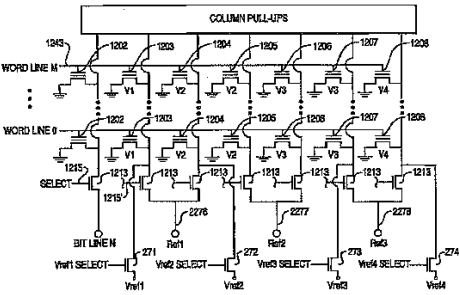 COLUMN PULL-UPS
1243 1202 1203 1204 1205 1206 1207 1208
WORD LINE M
V1 V2 V2 V3 V3 V4
1202 1203 1204 1205 1206 1207 1208
WORD LINE 0
V1 V2 V2 V3 V3 V4
1215 1213 1213 1213 1213 1213 1213 1213
SELECT
1215
2276 2277 2278
BIT LINE N Ref1 Ref2 Ref3
271 272 273 274
Vref1 SELECT Vref2 SELECT Vref3 SELECT Vref4 SELECT
Vref1 Vref2 Vref3 Vref4